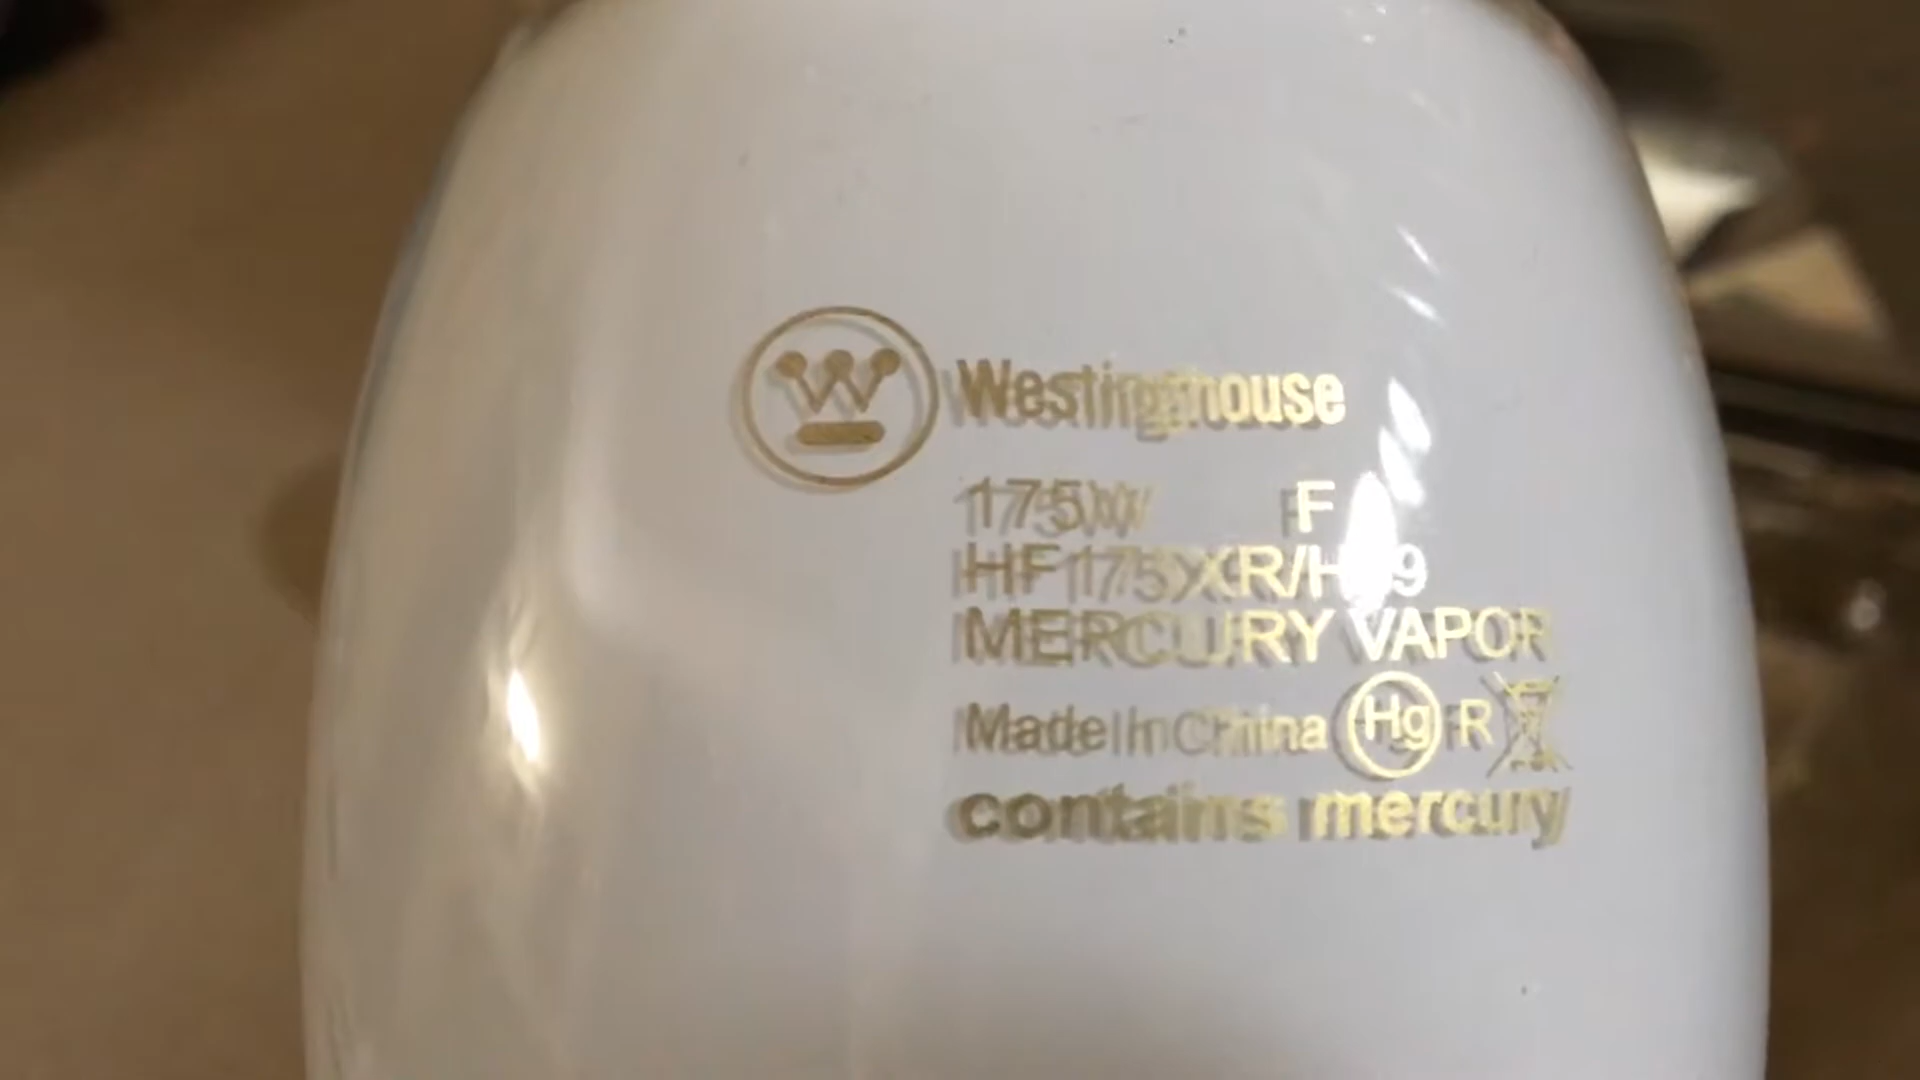 Westinghouse
175W F
MERCURY VAPOR
Made In China Hg R
contains mercury